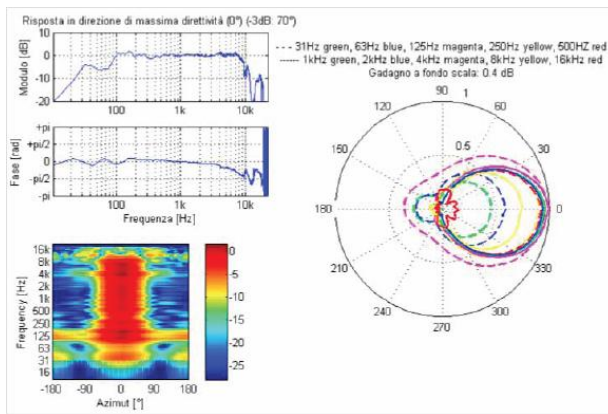 Risposta in direzione di massima direttività (0°) (-3dB: 70°)
10
0
-10
-20
Modulo [dB]
100
1k
10k
+pi
+pi/2
0
-pi/2
-pi
Fase [rad]
100
1k
10k
Frequenza [Hz]
--- 31Hz green, 63Hz blue, 125Hz magenta, 250Hz yellow, 500HZ red
...... 1kHz green, 2kHz blue, 4kHz magenta, 8kHz yellow, 16kHz red
Gadagno a fondo scala: 0.4 dB
90
1
120
60
150
0.5
30
180
0
210
330
240
300
270
16k
8k
4k
2k
1k
500
250
125
63
31
16
Frequency [Hz]
-180
-90
0
90
180
Azimut [°]
0
-5
-10
-15
-20
-25